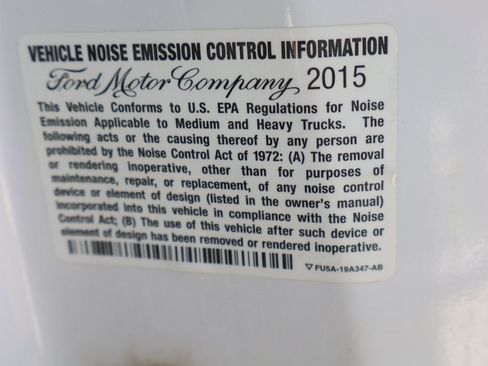 VEHICLE NOISE EMISSION CONTROL INFORMATION
Ford Motor Company 2015
This Vehicle Conforms to U.S. EPA Regulations for Noise
Emission Applicable to Medium and Heavy Trucks. The
following acts or the causing thereof by any person are
prohibited by the Noise Control Act of 1972: (A) The removal
or rendering inoperative, other than for purposes of
maintenance, repair, or replacement, of any noise control
device or element of design (listed in the owner's manual)
incorporated into this vehicle in compliance with the Noise
Control Act; (B) The use of this vehicle after such device or
element of design has been removed or rendered inoperative.
▽ FU5A-19A347-AB